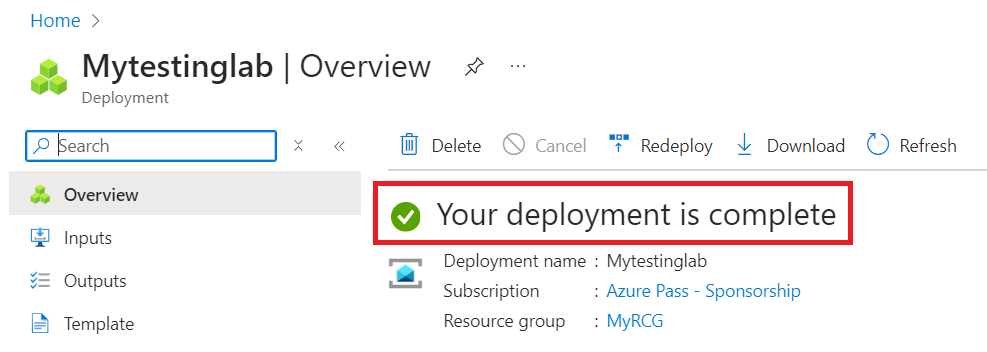 Home
Mytestinglab | Overview
Deployment
Search
Delete Cancel Redeploy Download Refresh
Overview
Inputs
Outputs
Template
Your deployment is complete
Deployment name : Mytestinglab
Subscription : Azure Pass - Sponsorship
Resource group : MyRCG